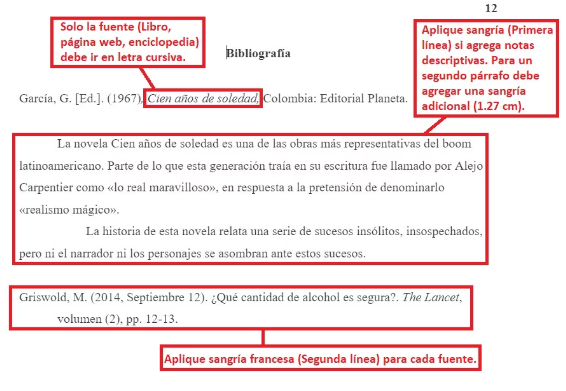 12
Solo la fuente (Libro,
página web, enciclopedia)
debe ir en letra cursiva.
Aplique sangría (Primera
línea) si agrega notas
descriptivas. Para un
segundo párrafo debe
agregar una sangría
adicional (1.27 cm).
Bibliografía
García, G. [Ed.]. (1967), Cien años de soledad, Colombia: Editorial Planeta.
La novela Cien años de soledad es una de las obras más representativas del boom
latinoamericano. Parte de lo que esta generación traía en su escritura fue llamado por Alejo
Carpentier como «lo real maravilloso», en respuesta a la pretensión de denominarlo
«realismo mágico».
La historia de esta novela relata una serie de sucesos insólitos, insospechados,
pero ni el narrador ni los personajes se asombran ante estos sucesos.
Griswold, M. (2014, Septiembre 12). ¿Qué cantidad de alcohol es segura?. The Lancet,
volumen (2), pp. 12-13.
Aplique sangría francesa (Segunda línea) para cada fuente.